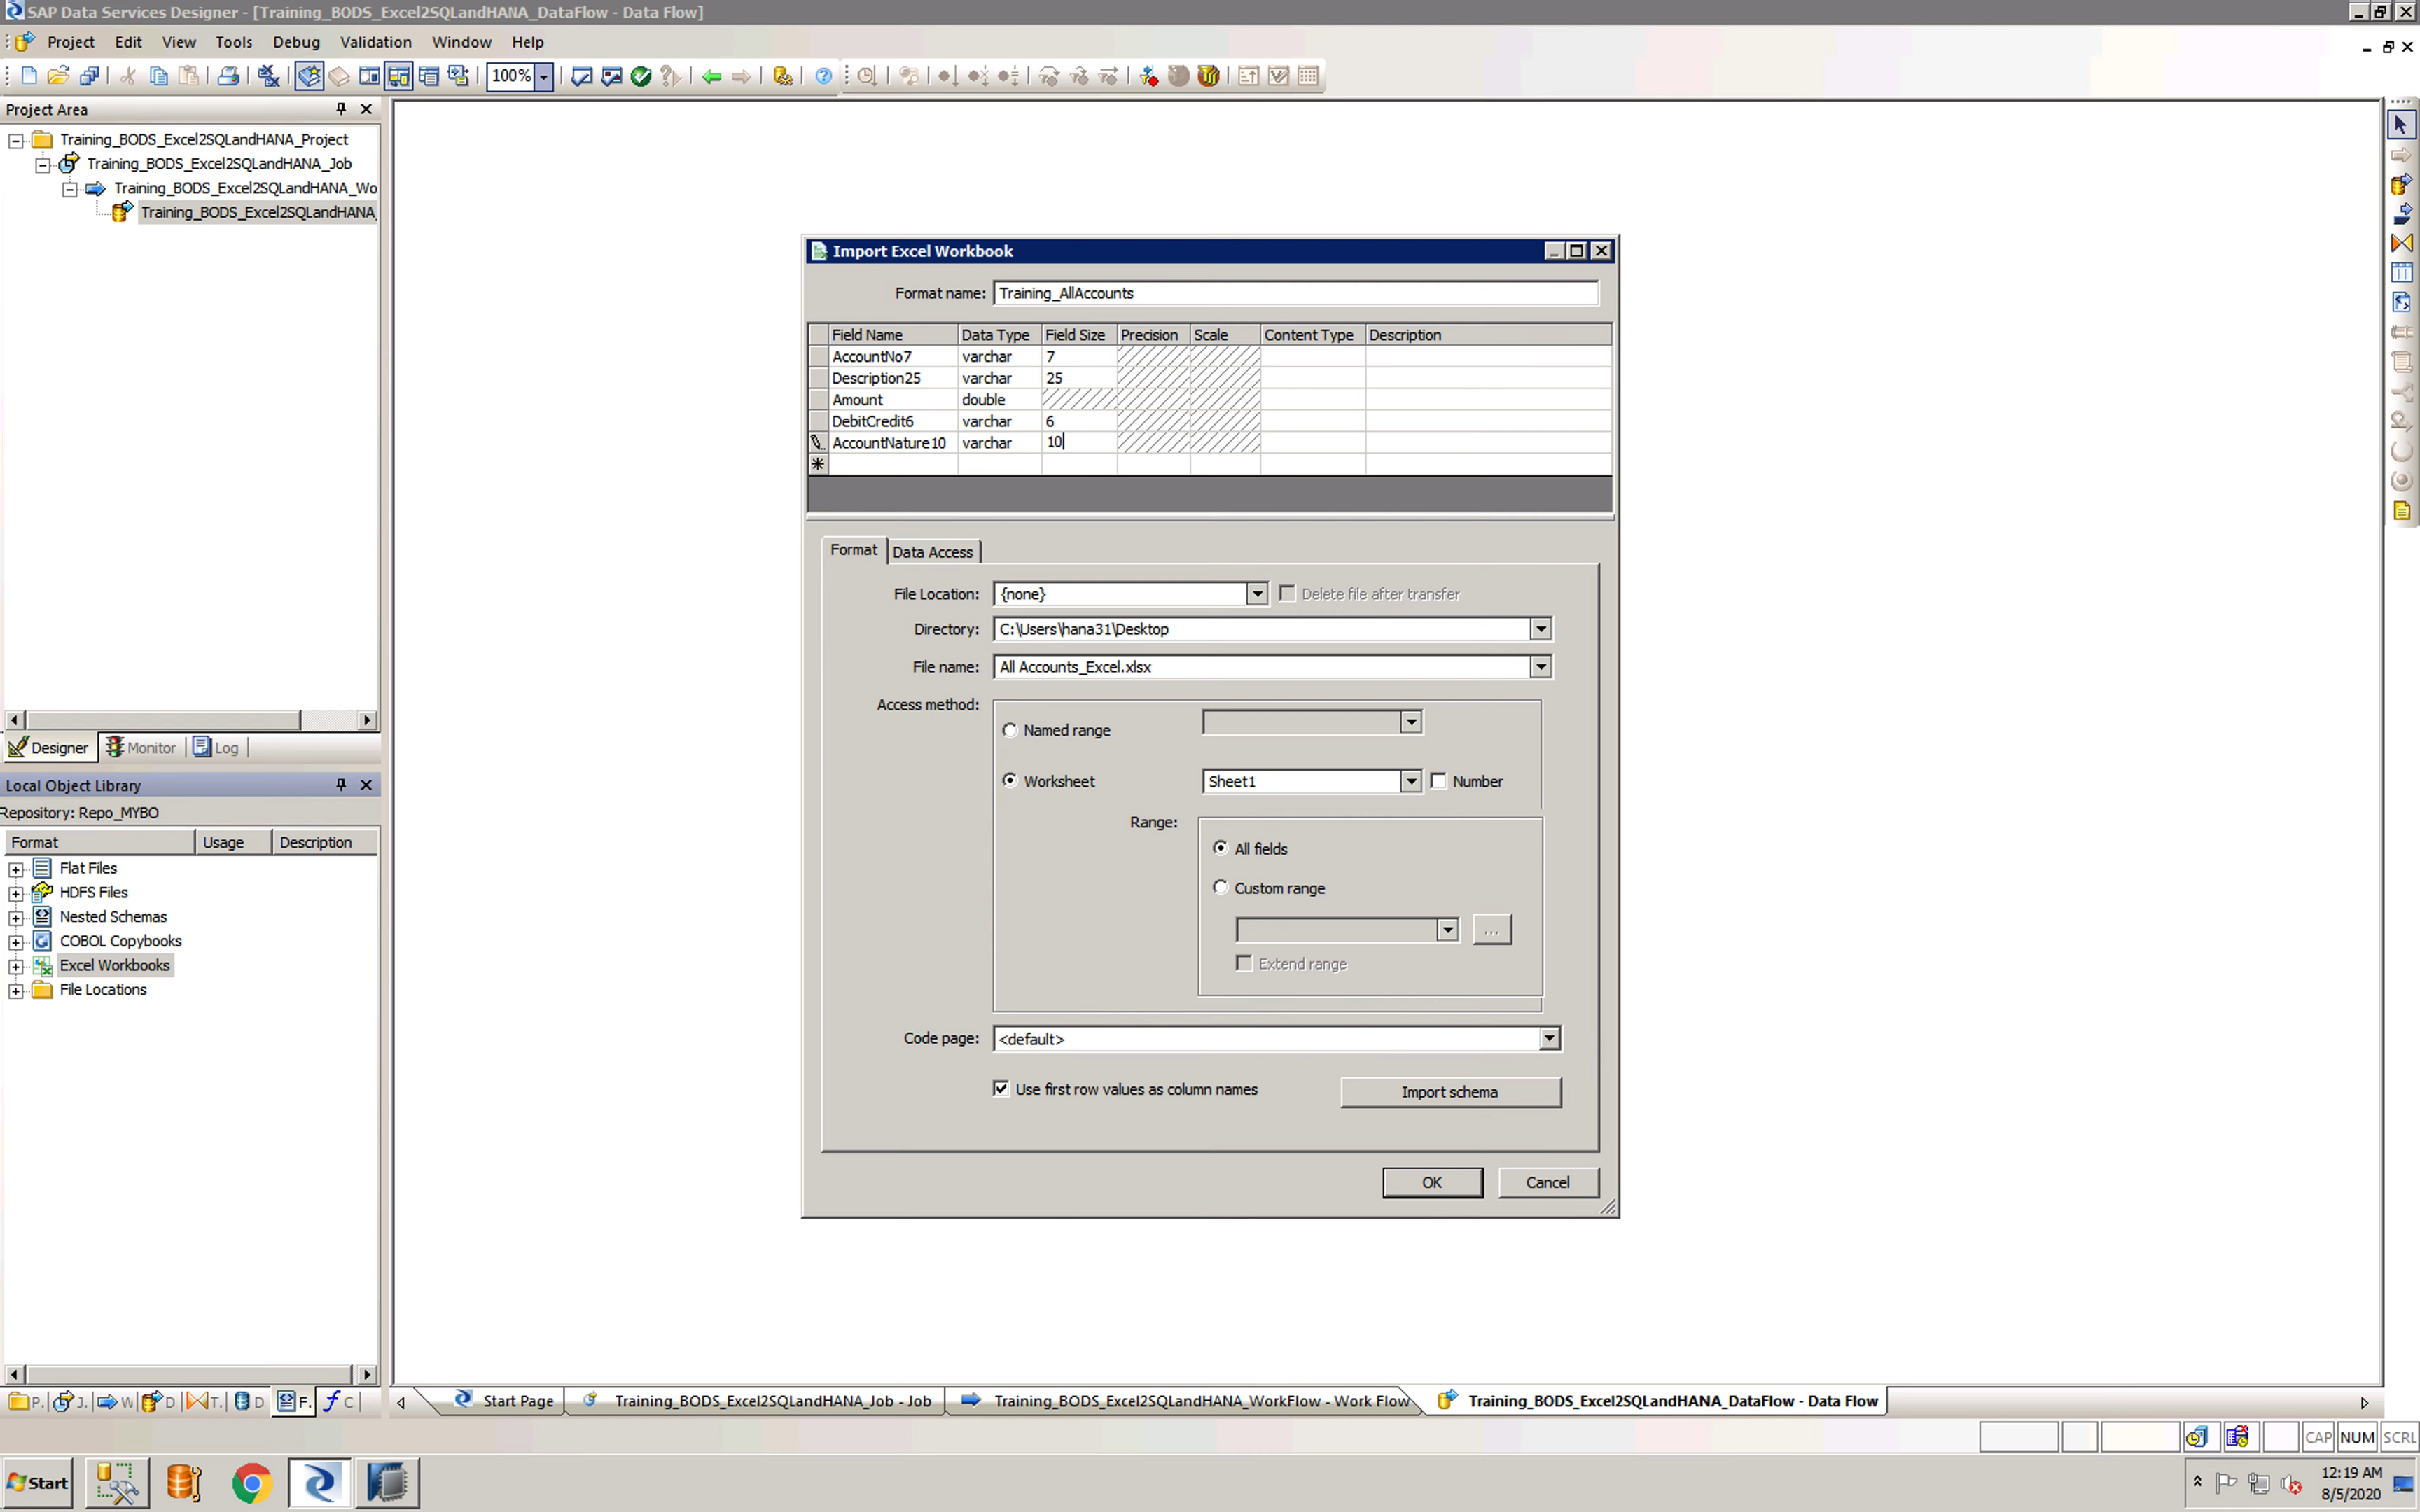 SAP Data Services Designer - [Training_BODS_Excel2SQLandHANA_DataFlow - Data Flow]
Project Edit View Tools Debug Validation Window Help
100%
Project Area
Training_BODS_Excel2SQLandHANA_Project
Training_BODS_Excel2SQLandHANA_Job
Training_BODS_Excel2SQLandHANA_Wo
Training_BODS_Excel2SQLandHANA_
Designer Monitor Log
Local Object Library
Repository: Repo_MYBO
Format Usage Description
Flat Files
HDFS Files
Nested Schemas
COBOL Copybooks
Excel Workbooks
File Locations
P. J. W D T. D F. C
Import Excel Workbook
Format name: Training_AllAccounts
Field Name Data Type Field Size Precision Scale Content Type Description
AccountNo7 varchar 7
Description25 varchar 25
Amount double
DebitCredit6 varchar 6
AccountNature10 varchar 10
Format Data Access
File Location: {none} Delete file after transfer
Directory: C:\Users\hana31\Desktop
File name: All Accounts_Excel.xlsx
Access method:
Named range
Worksheet Sheet1 Number
Range:
All fields
Custom range
...
Extend range
Code page: <default>
Use first row values as column names Import schema
OK Cancel
Start Page Training_BODS_Excel2SQLandHANA_Job - Job Training_BODS_Excel2SQLandHANA_WorkFlow - Work Flow Training_BODS_Excel2SQLandHANA_DataFlow - Data Flow
CAP NUM SCRL
Start
12:19 AM
8/5/2020